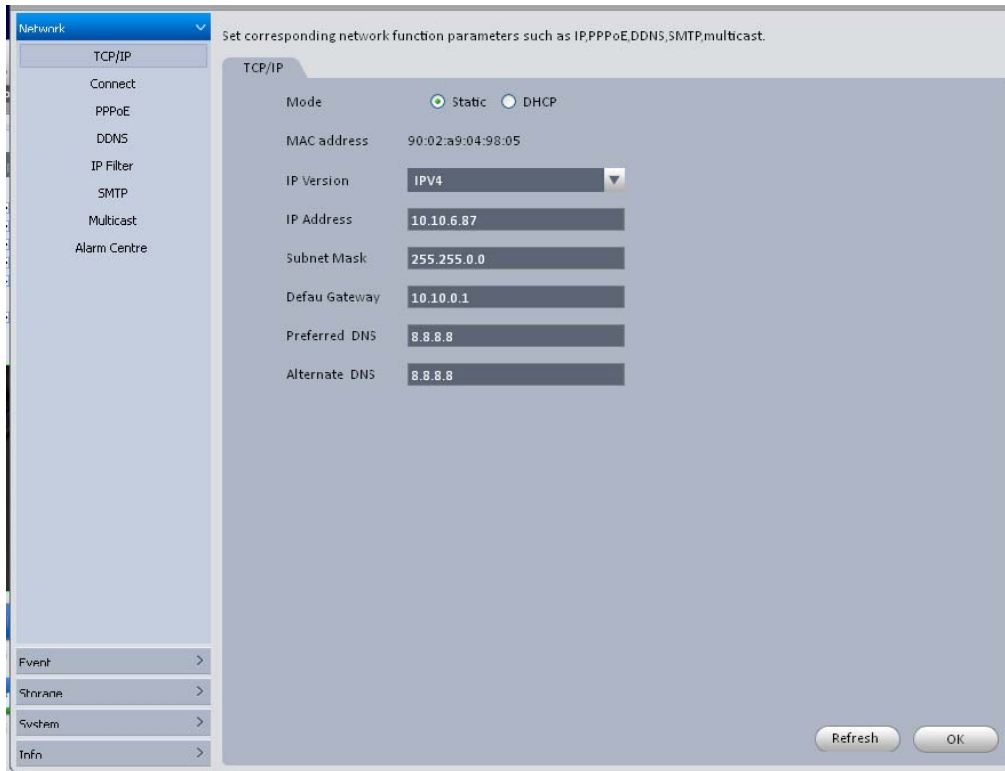 Network
TCP/IP
Connect
PPPoE
DDNS
IP Filter
SMTP
Multicast
Alarm Centre
Event
Storage
System
Info
Set corresponding network function parameters such as IP,PPPoE,DDNS,SMTP,multicast.
TCP/IP
Mode Static DHCP
MAC address 90:02:a9:04:98:05
IP Version IPV4
IP Address 10.10.6.87
Subnet Mask 255.255.0.0
Defau Gateway 10.10.0.1
Preferred DNS 8.8.8.8
Alternate DNS 8.8.8.8
Refresh OK